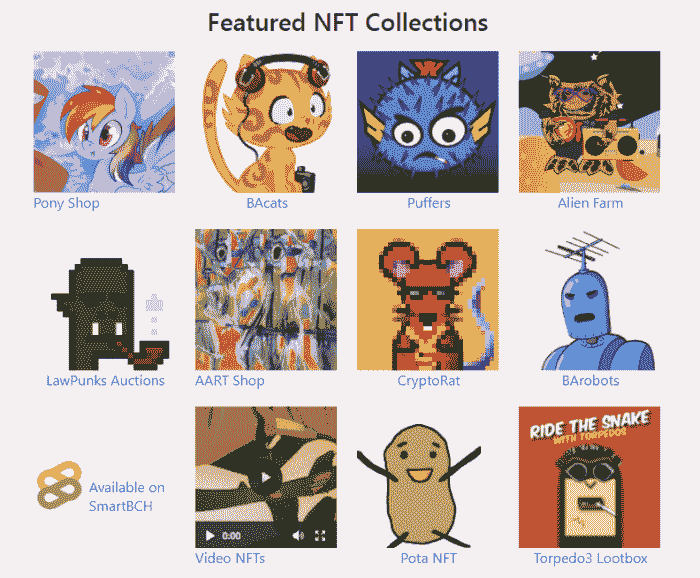 Featured NFT Collections
Pony Shop
BAcats
Puffers
Alien Farm
LawPunks Auctions
AART Shop
CryptoRat
BArobots
Available on
SmartBCH
0:00
Video NFTs
Pota NFT
RIDE THE SNAKE
WITH TORPEDOS
Torpedo3 Lootbox